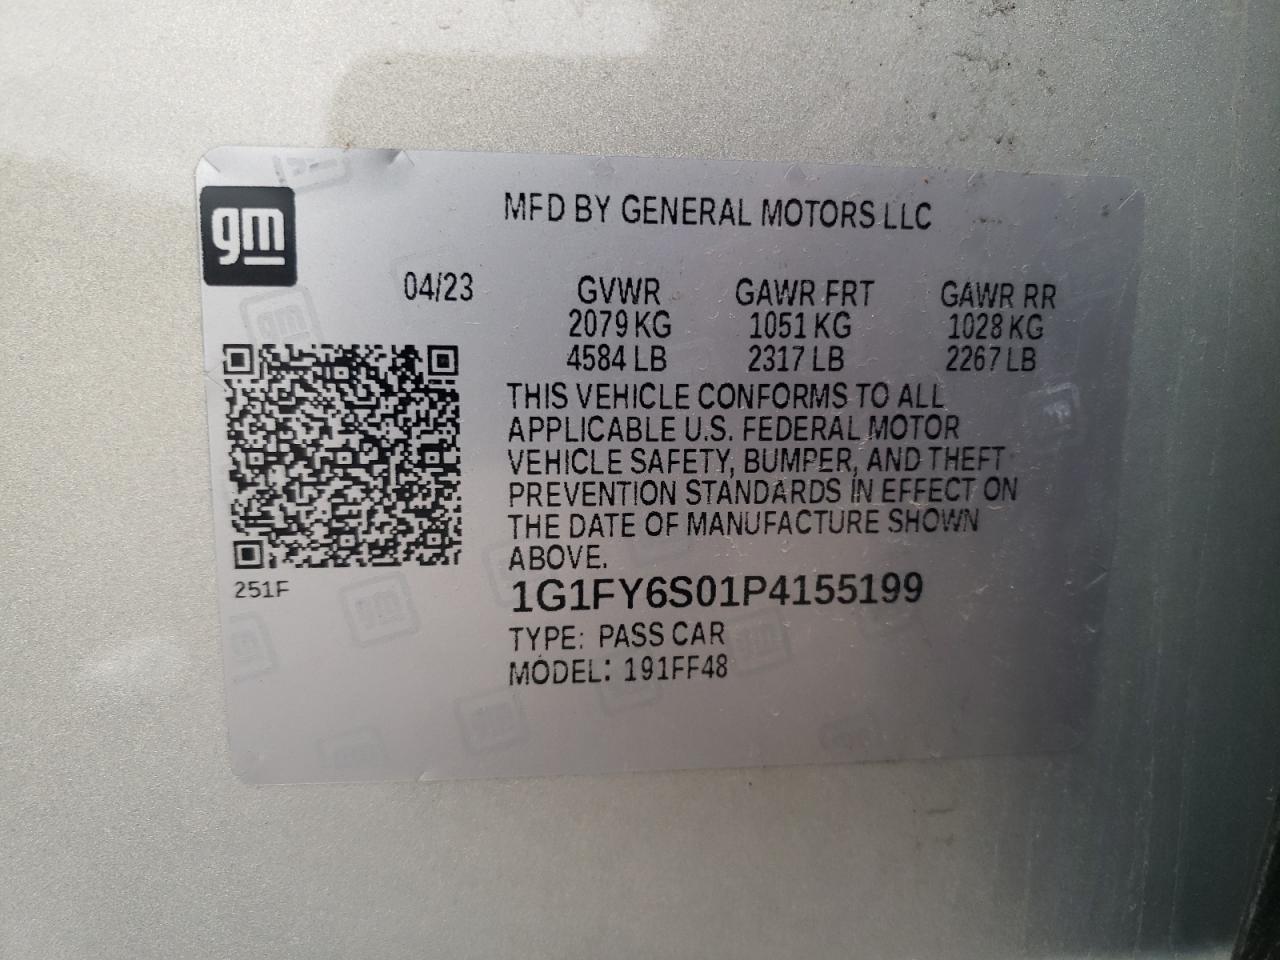 gm
MFD BY GENERAL MOTORS LLC
04/23 GVWR GAWR FRT GAWR RR
2079 KG 1051 KG 1028 KG
4584 LB 2317 LB 2267 LB
THIS VEHICLE CONFORMS TO ALL
APPLICABLE U.S. FEDERAL MOTOR
VEHICLE SAFETY, BUMPER, AND THEFT
PREVENTION STANDARDS IN EFFECT ON
THE DATE OF MANUFACTURE SHOWN
ABOVE.
251F
1G1FY6S01P4155199
TYPE: PASS CAR
MODEL: 191FF48